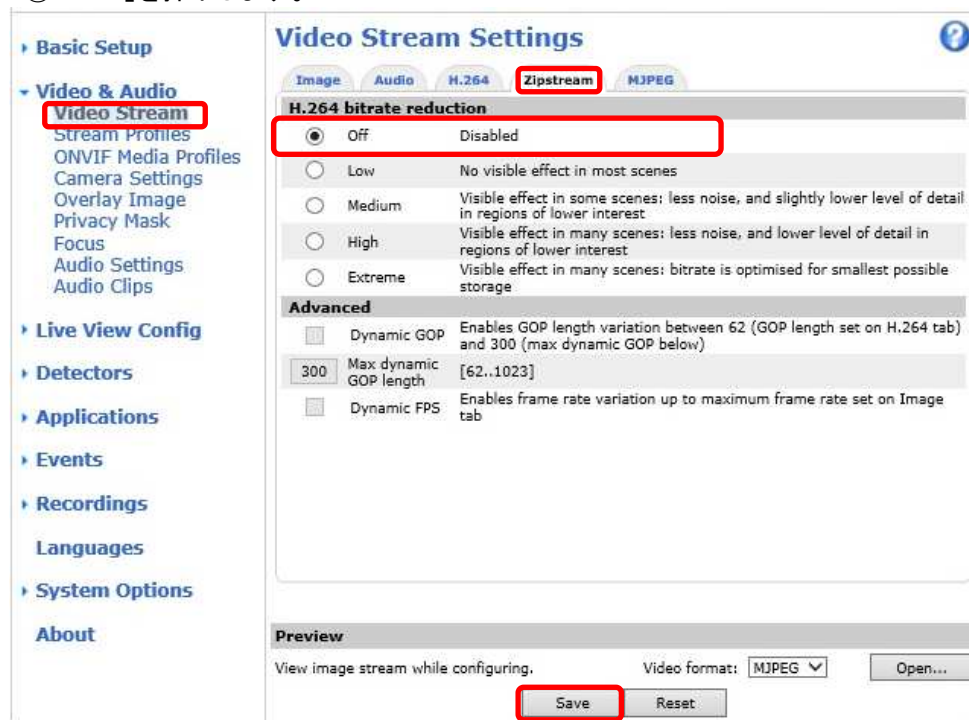 Basic Setup
Video & Audio
Video Stream
Stream Profiles
ONVIF Media Profiles
Camera Settings
Overlay Image
Privacy Mask
Focus
Audio Settings
Audio Clips
Live View Config
Detectors
Applications
Events
Recordings
Languages
System Options
About
Video Stream Settings
?
Image Audio H.264 Zipstream MJPEG
H.264 bitrate reduction
Off Disabled
Low No visible effect in most scenes
Medium Visible effect in some scenes: less noise, and slightly lower level of detail
in regions of lower interest
High Visible effect in many scenes: less noise, and lower level of detail in
regions of lower interest
Extreme Visible effect in many scenes: bitrate is optimised for smallest possible
storage
Advanced
Dynamic GOP Enables GOP length variation between 62 (GOP length set on H.264 tab)
and 300 (max dynamic GOP below)
300 Max dynamic
GOP length [62..1023]
Dynamic FPS Enables frame rate variation up to maximum frame rate set on Image
tab
Preview
View image stream while configuring. Video format: MJPEG Open...
Save Reset